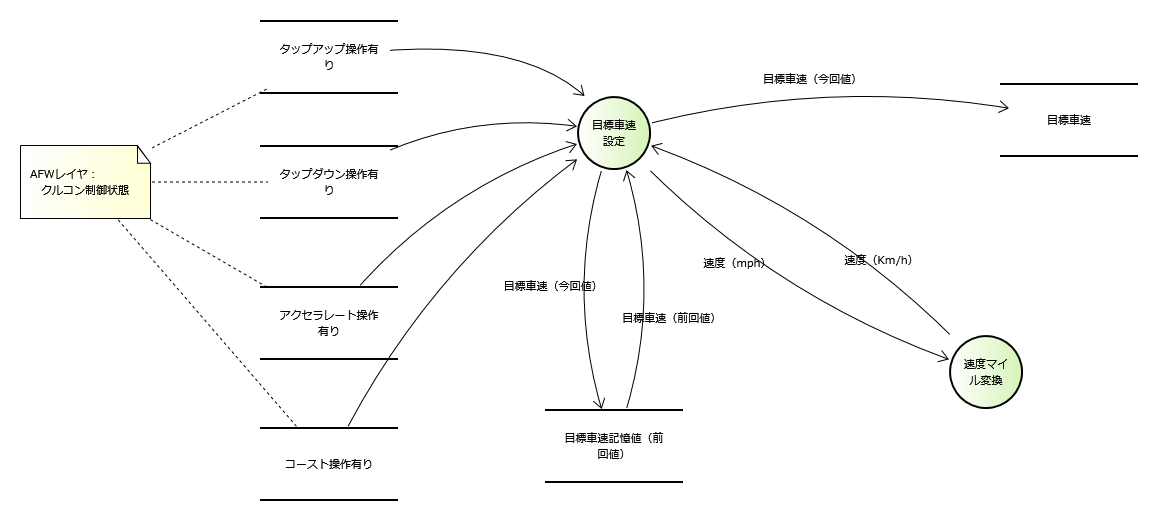 タップアップ操作有
り
AFWレイヤ：
クルコン制御状態
タップダウン操作有
り
アクセラレート操作
有り
コースト操作有り
目標車速
設定
目標車速（今回値）
目標車速
速度（mph）
速度（Km/h）
目標車速（今回値）
目標車速（前回値）
速度マイ
ル変換
目標車速記憶値（前
回値）